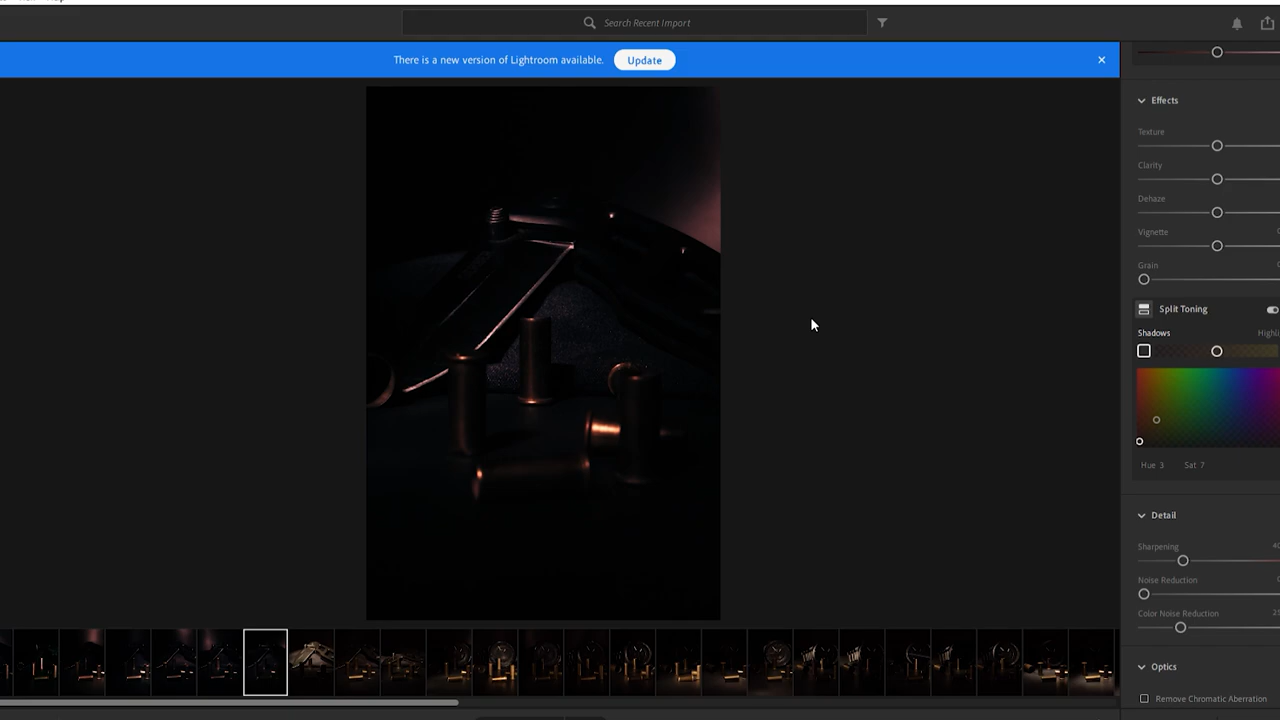 Search Recent Import
There is a new version of Lightroom available. Update
Effects
Texture
Clarity
Dehaze
Vignette
Grain
Split Toning
Shadows
Hue 3 Sat 7
Detail
Sharpening
Noise Reduction
Color Noise Reduction
Optics
Remove Chromatic Aberration